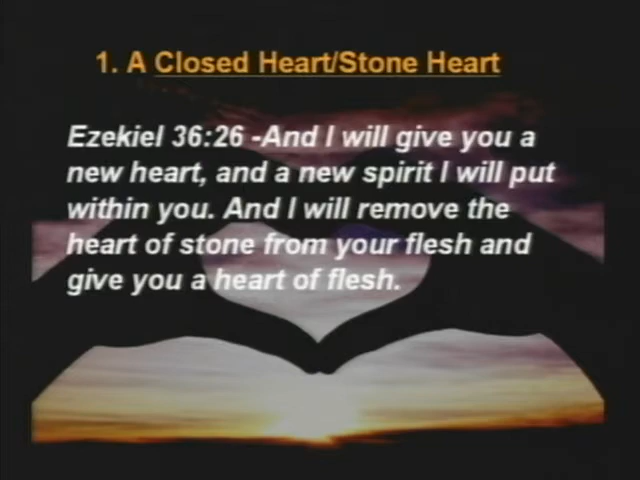 1. A Closed Heart/Stone Heart
Ezekiel 36:26 -And I will give you a
new heart, and a new spirit I will put
within you. And I will remove the
heart of stone from your flesh and
give you a heart of flesh.